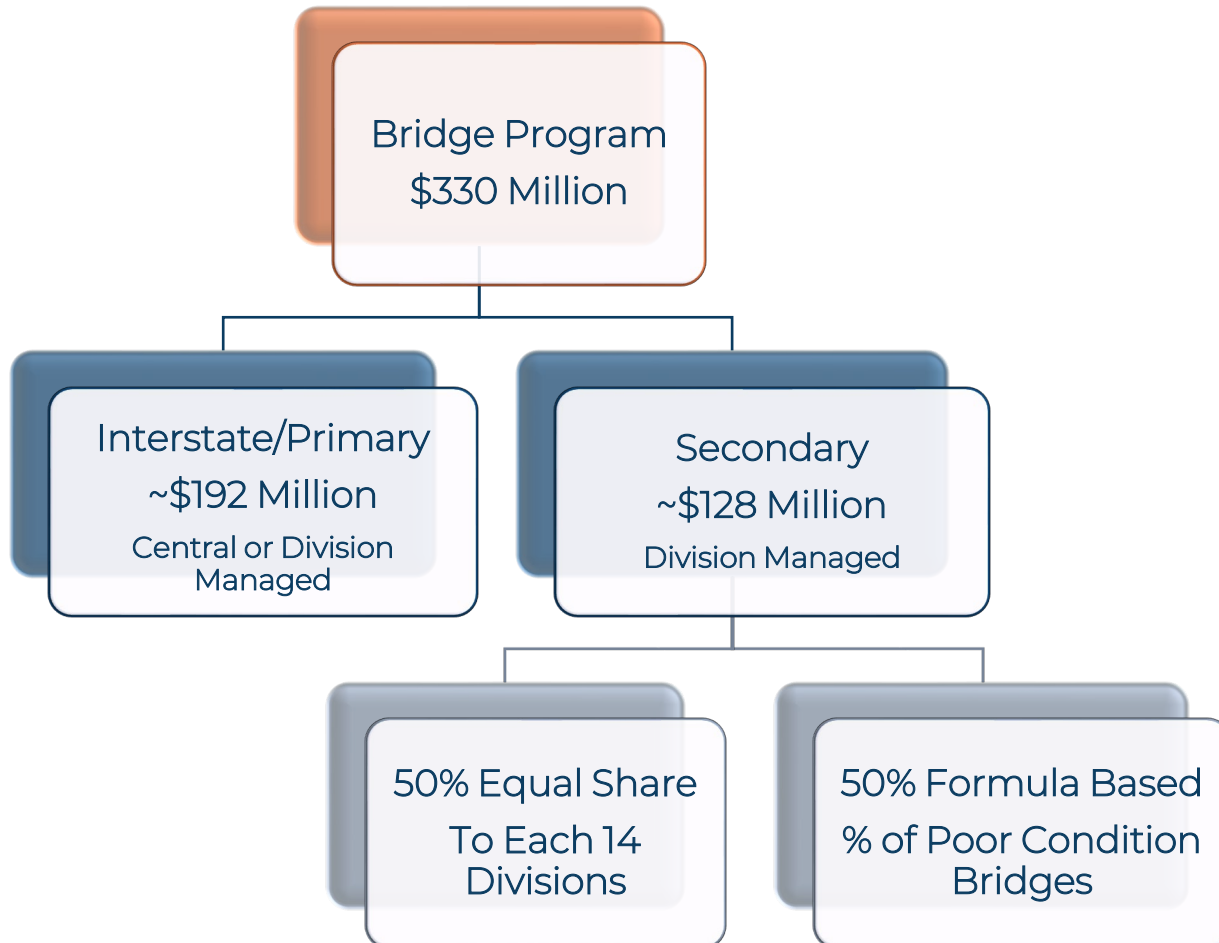 Bridge Program
$330 Million
Interstate/Primary
~$192 Million
Central or Division
Managed
Secondary
~$128 Million
Division Managed
50% Equal Share
To Each 14
Divisions
50% Formula Based
% of Poor Condition
Bridges